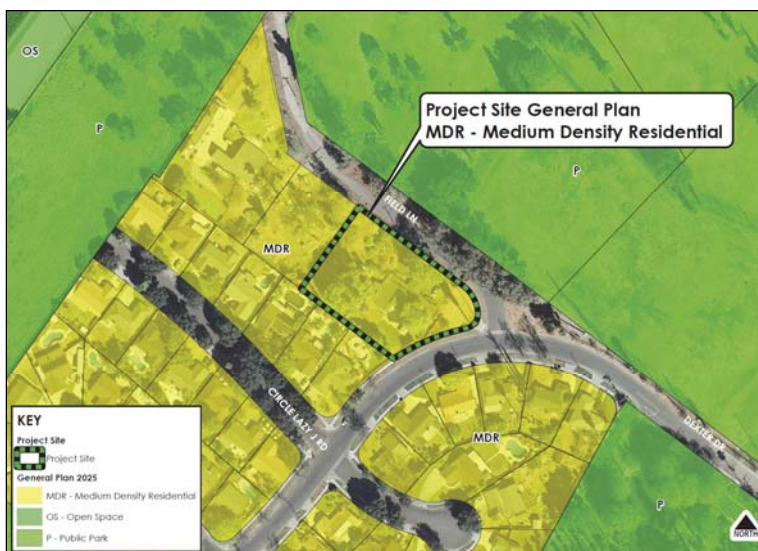 OS
P
Project Site General Plan
MDR - Medium Density Residential
P
FIELD LN
MDR
CIRCLE LAZY J RD
MDR
DEXTER DR
P
KEY
Project Site
Project Site
General Plan 2025
MDR - Medium Density Residential
OS - Open Space
P - Public Park
NORTH